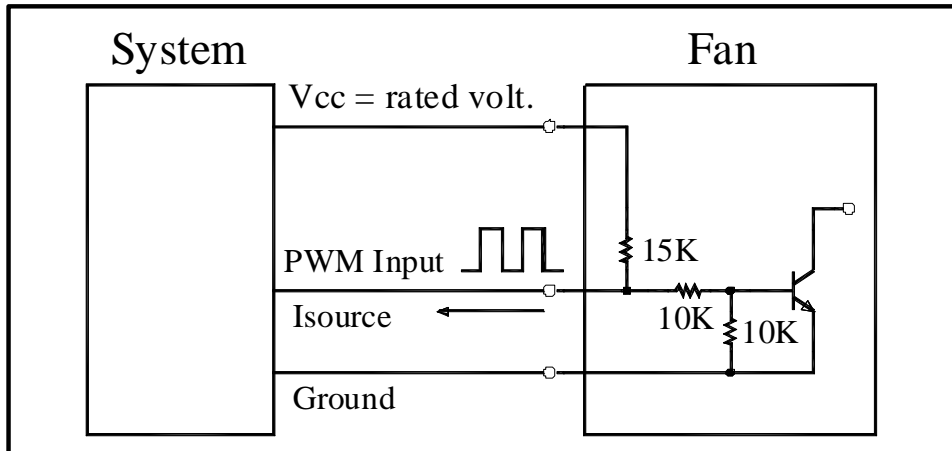 System
Fan
Vcc = rated volt.
PWM Input
15K
Isource
10K
10K
Ground